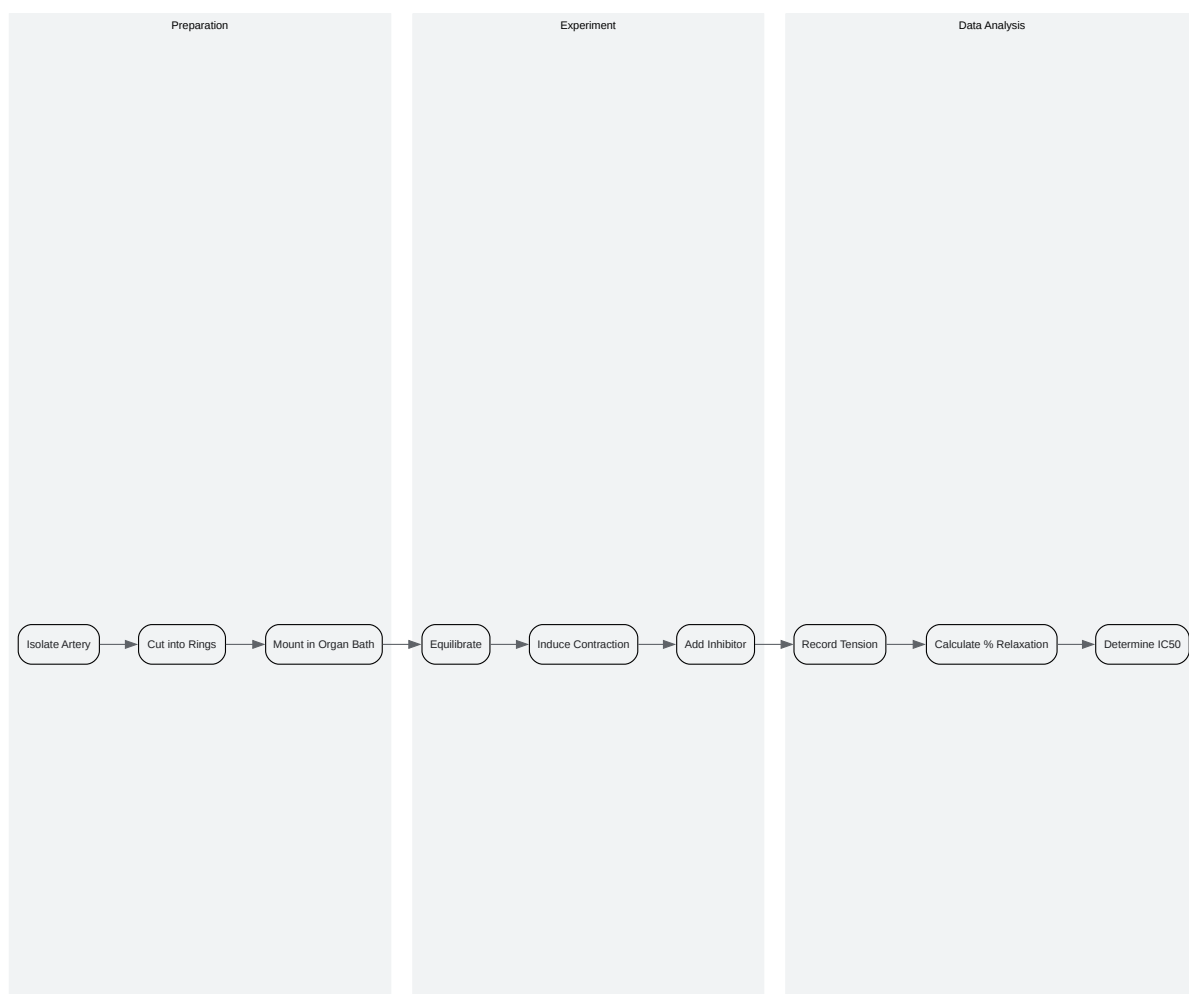 Preparation
Experiment
Data Analysis
Isolate Artery
Cut into Rings
Mount in Organ Bath
Equilibrate
Induce Contraction
Add Inhibitor
Record Tension
Calculate % Relaxation
Determine IC50